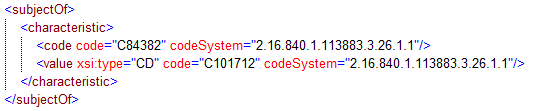 <subjectOf>
<characteristic>
<code code="C84382" codeSystem="2.16.840.1.113883.3.26.1.1"/>
<value xsi:type="CD" code="C101712" codeSystem="2.16.840.1.113883.3.26.1.1"/>
</characteristic>
</subjectOf>